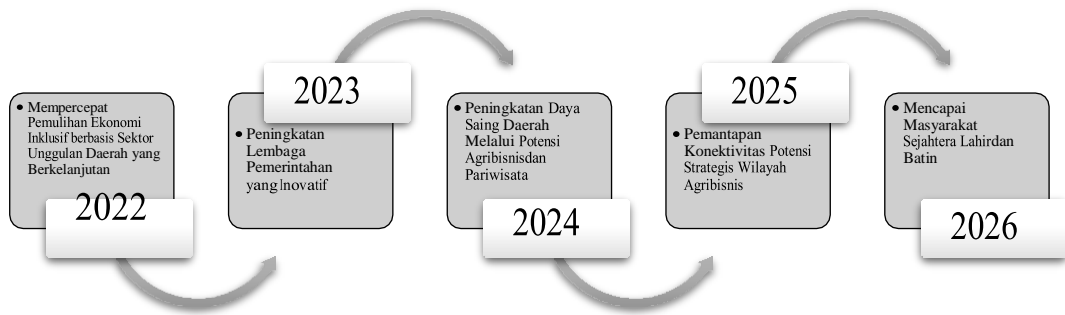 • Mempercepat
Pemulihan Ekonomi
Inklusif berbasis Sektor
Unggulan Daerah yang
Berkelanjutan
2022
2023
• Peningkatan
Lembaga
Pemerintahan
yang Inovatif
• Peningkatan Daya
Saing Daerah
Melalui Potensi
Agribisnisdan
Pariwisata
2024
2025
• Pemantapan
Konektivitas Potensi
Strategis Wilayah
Agribisnis
• Mencapai
Masyarakat
Sejahtera Lahirdan
Batin
2026